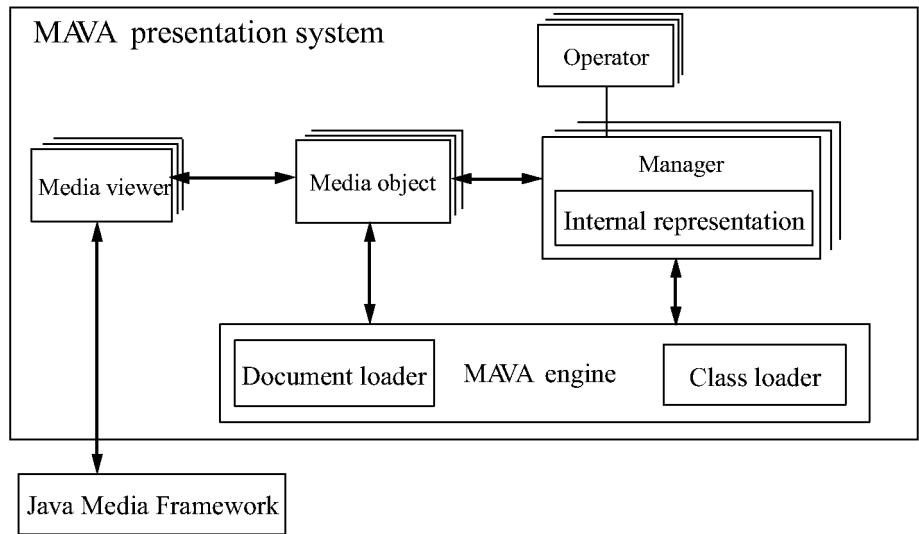 MAVA presentation system
Operator
Media viewer
Media object
Manager
Internal representation
Document loader
MAVA engine
Class loader
Java Media Framework